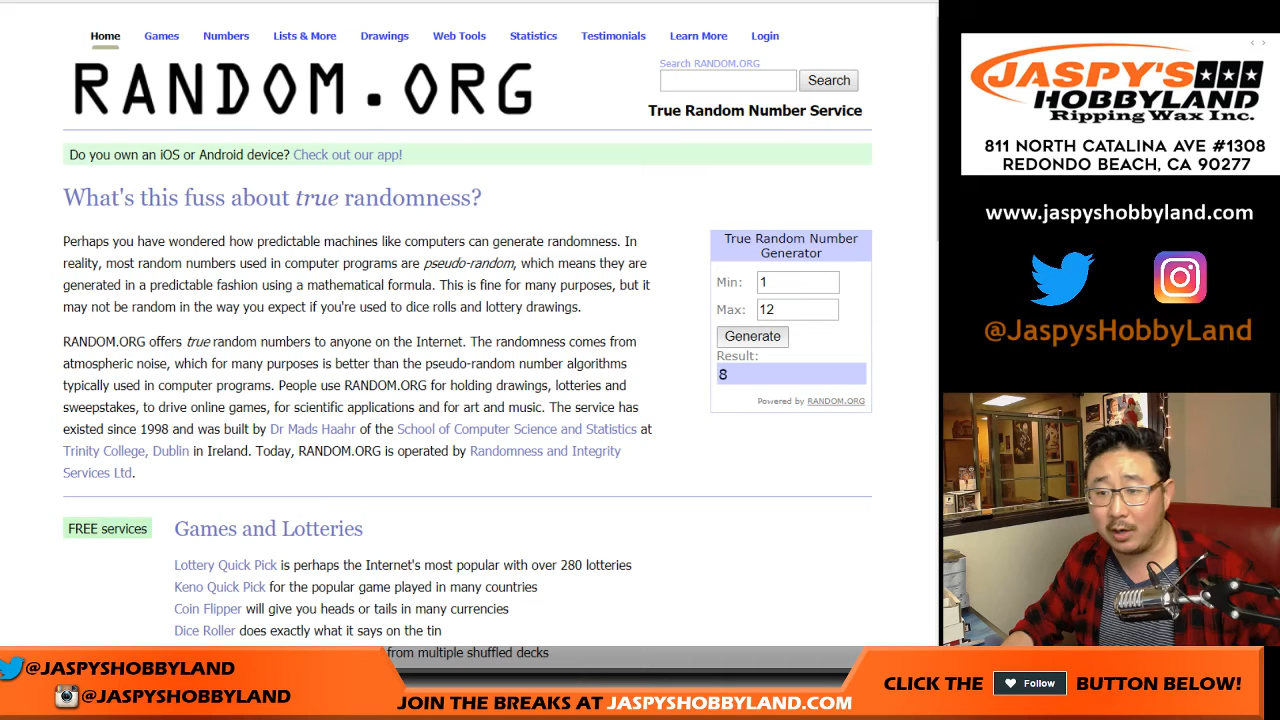 Home Games Numbers Lists & More Drawings Web Tools Statistics Testimonials Learn More Login
RANDOM.ORG
Search RANDOM.ORG
Search
True Random Number Service
Do you own an iOS or Android device? Check out our app!
What's this fuss about true randomness?
Perhaps you have wondered how predictable machines like computers can generate randomness. In
reality, most random numbers used in computer programs are pseudo-random, which means they are
generated in a predictable fashion using a mathematical formula. This is fine for many purposes, but it
may not be random in the way you expect if you're used to dice rolls and lottery drawings.
RANDOM.ORG offers true random numbers to anyone on the Internet. The randomness comes from
atmospheric noise, which for many purposes is better than the pseudo-random number algorithms
typically used in computer programs. People use RANDOM.ORG for holding drawings, lotteries and
sweepstakes, to drive online games, for scientific applications and for art and music. The service has
existed since 1998 and was built by Dr Mads Haahr of the School of Computer Science and Statistics at
Trinity College, Dublin in Ireland. Today, RANDOM.ORG is operated by Randomness and Integrity
Services Ltd.
True Random Number
Generator
Min: 1
Max: 12
Generate
Result:
8
Powered by RANDOM.ORG
FREE services
Games and Lotteries
Lottery Quick Pick is perhaps the Internet's most popular with over 280 lotteries
Keno Quick Pick for the popular game played in many countries
Coin Flipper will give you heads or tails in many currencies
Dice Roller does exactly what it says on the tin
from multiple shuffled decks
JASPY'S
HOBBYLAND
Ripping Wax Inc.
811 NORTH CATALINA AVE #1308
REDONDO BEACH, CA 90277
www.jaspyshobbyland.com
@JaspysHobbyLand
@JASPYSHOBBYLAND
@JASPYSHOBBYLAND
JOIN THE BREAKS AT JASPYSHOBBYLAND.COM
CLICK THE Follow BUTTON BELOW!